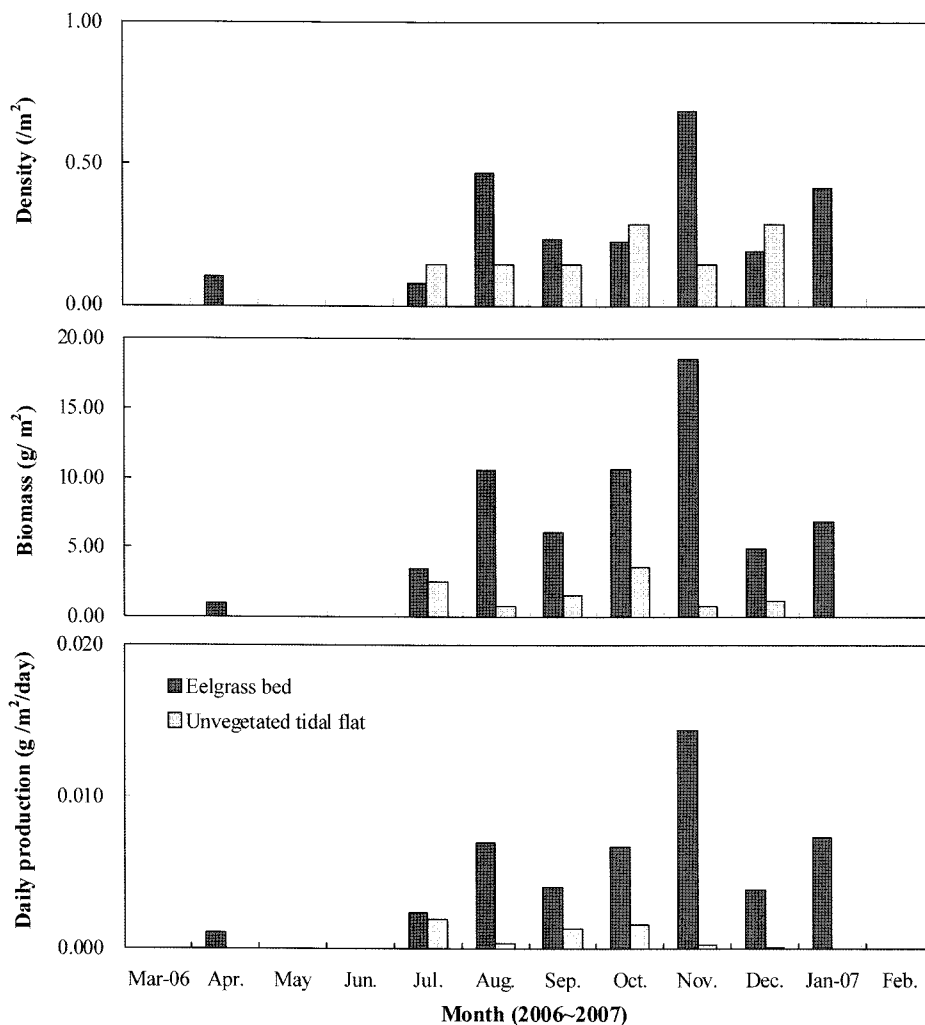 1.00
0.50
0.00
Density (/m²)
20.00
15.00
10.00
5.00
0.00
Biomass (g/ m²)
0.020
0.010
0.000
Daily production (g /m²/day)
Eelgrass bed
Unvegetated tidal flat
Mar-06 Apr. May Jun. Jul. Aug. Sep. Oct. Nov. Dec. Jan-07 Feb.
Month (2006~2007)